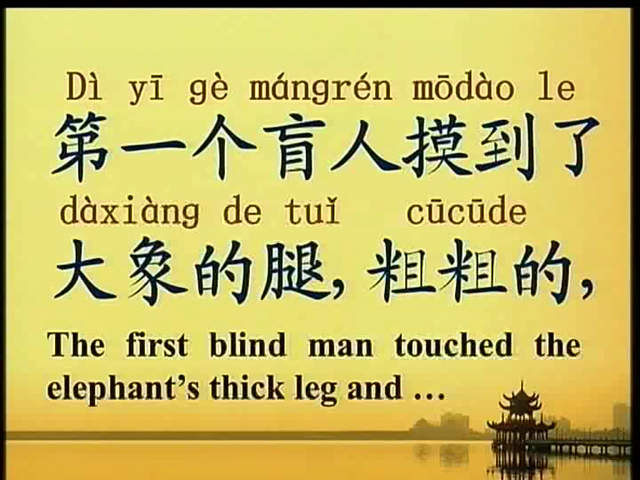 Dì yī gè mángrén mōdào le
第一个盲人摸到了
dàxiàng de tuǐ cūcūde
大象的腿,粗粗的,
The first blind man touched the
elephant's thick leg and …